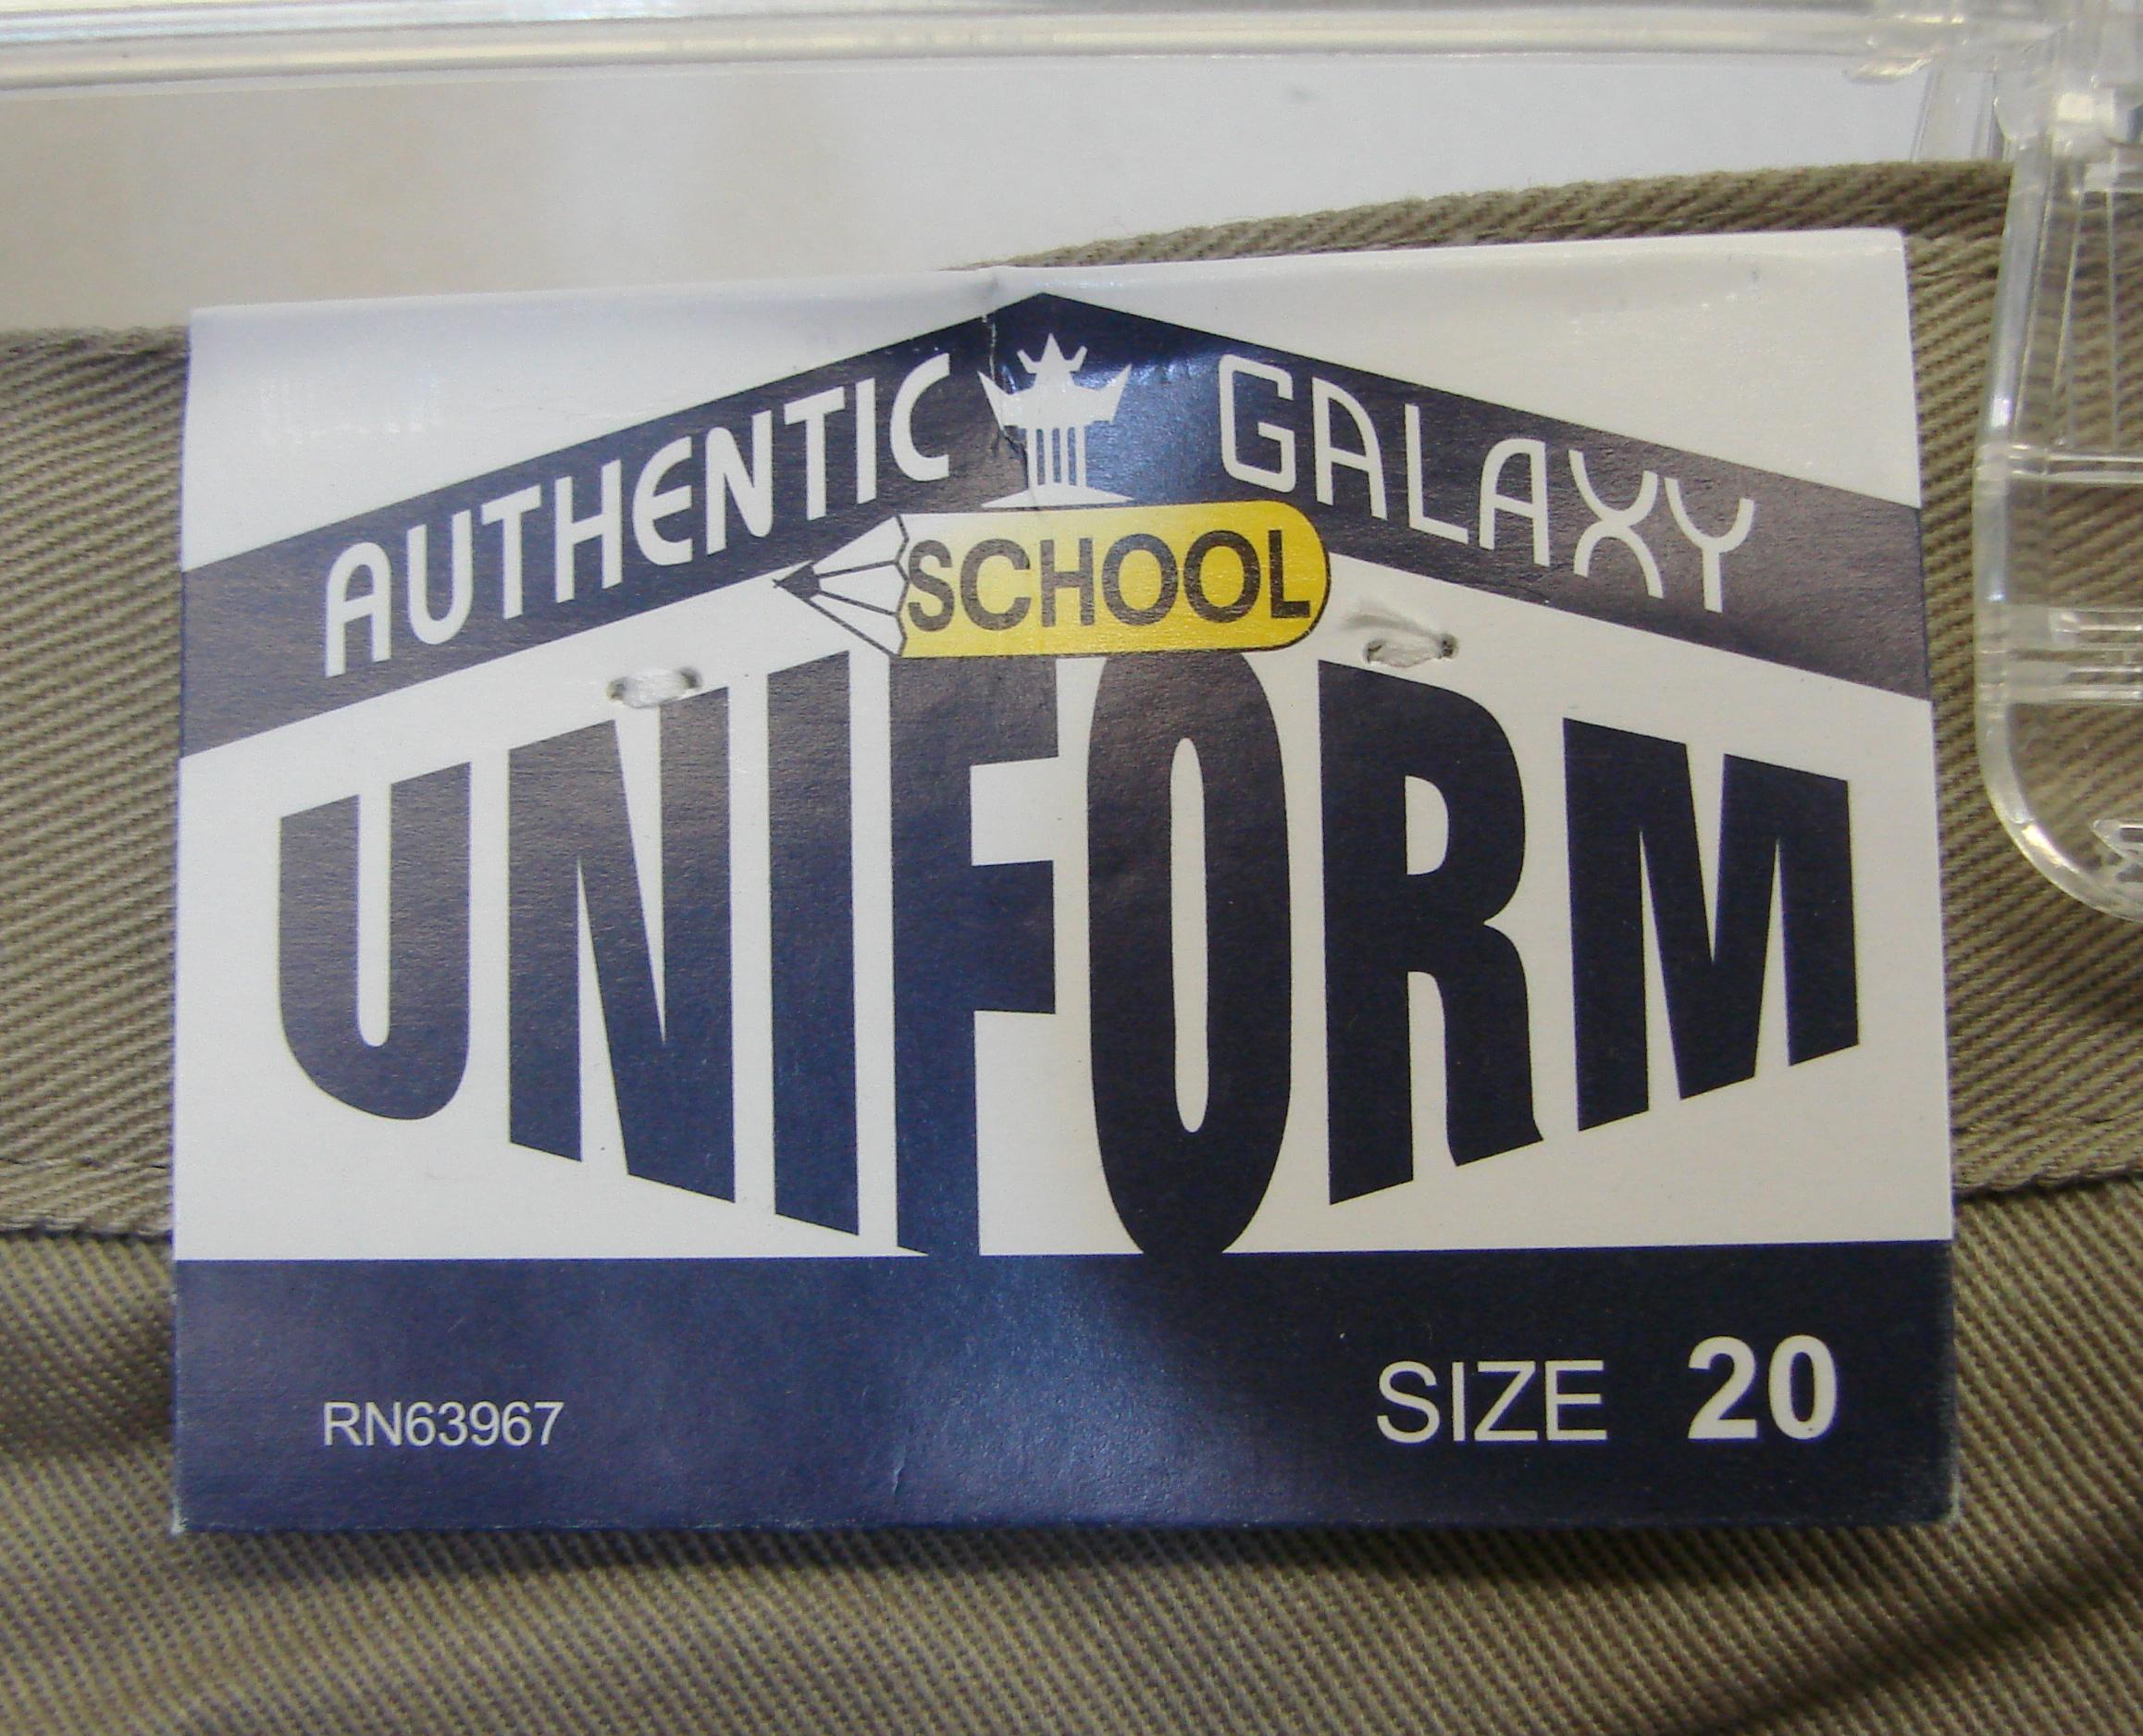 AUTHENTIC GALAXY
SCHOOL
UNIFORM
RN63967 SIZE 20